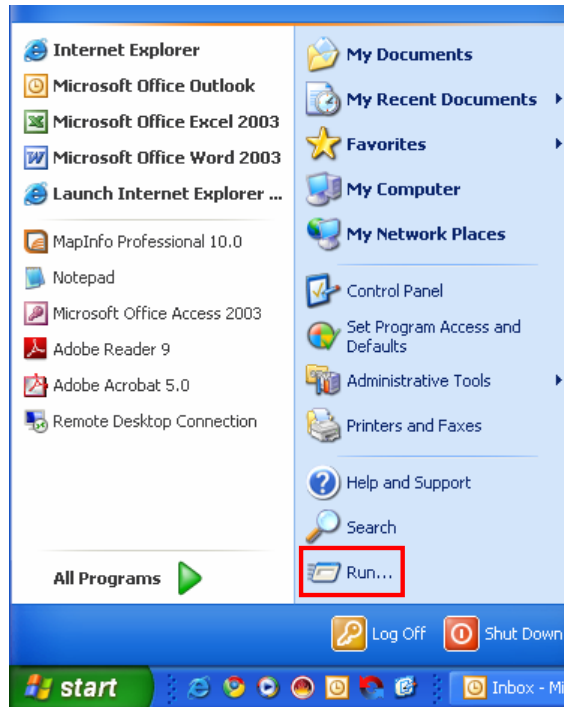 Internet Explorer
Microsoft Office Outlook
Microsoft Office Excel 2003
Microsoft Office Word 2003
Launch Internet Explorer ...
MapInfo Professional 10.0
Notepad
Microsoft Office Access 2003
Adobe Reader 9
Adobe Acrobat 5.0
Remote Desktop Connection
All Programs
My Documents
My Recent Documents
Favorites
My Computer
My Network Places
Control Panel
Set Program Access and
Defaults
Administrative Tools
Printers and Faxes
Help and Support
Search
Run...
Log Off
Shut Down
start
Inbox - Mi